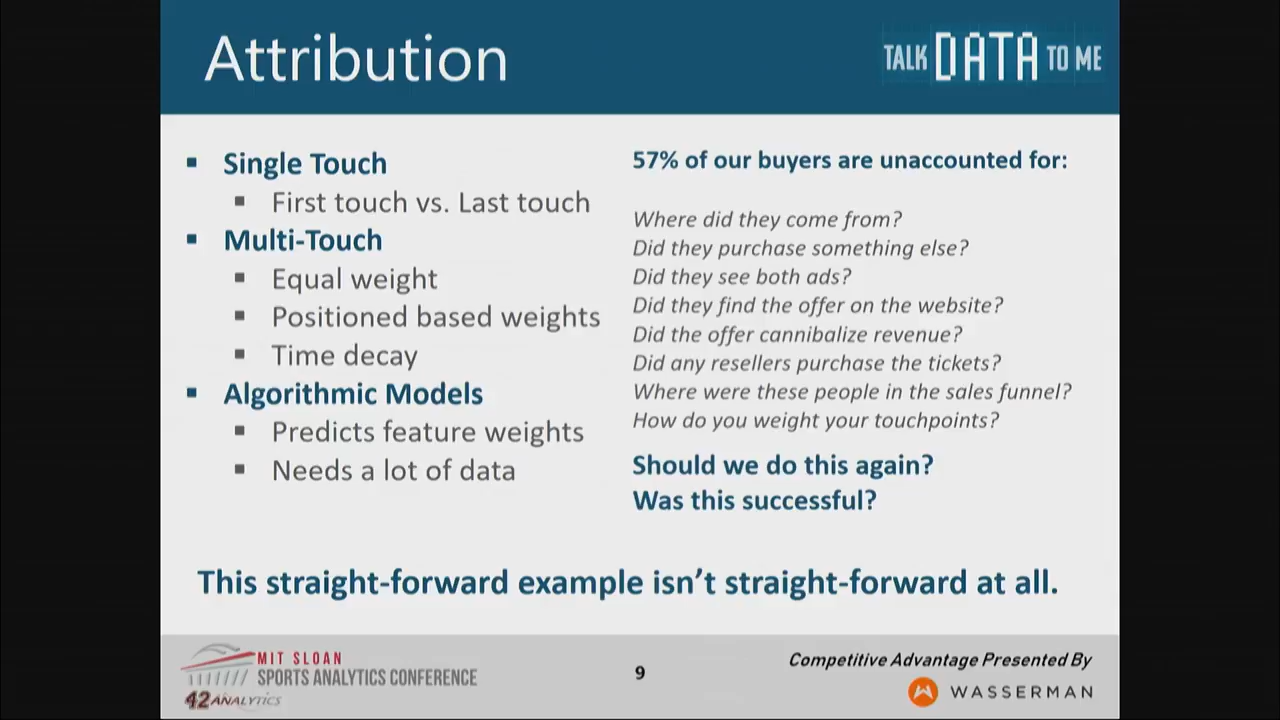 Attribution
TALK DATA TO ME
Single Touch
First touch vs. Last touch
Multi-Touch
Equal weight
Positioned based weights
Time decay
Algorithmic Models
Predicts feature weights
Needs a lot of data
57% of our buyers are unaccounted for:
Where did they come from?
Did they purchase something else?
Did they see both ads?
Did they find the offer on the website?
Did the offer cannibalize revenue?
Did any resellers purchase the tickets?
Where were these people in the sales funnel?
How do you weight your touchpoints?
Should we do this again?
Was this successful?
This straight-forward example isn't straight-forward at all.
MIT SLOAN
SPORTS ANALYTICS CONFERENCE
42 ANALYTICS
9
Competitive Advantage Presented By
WASSERMAN